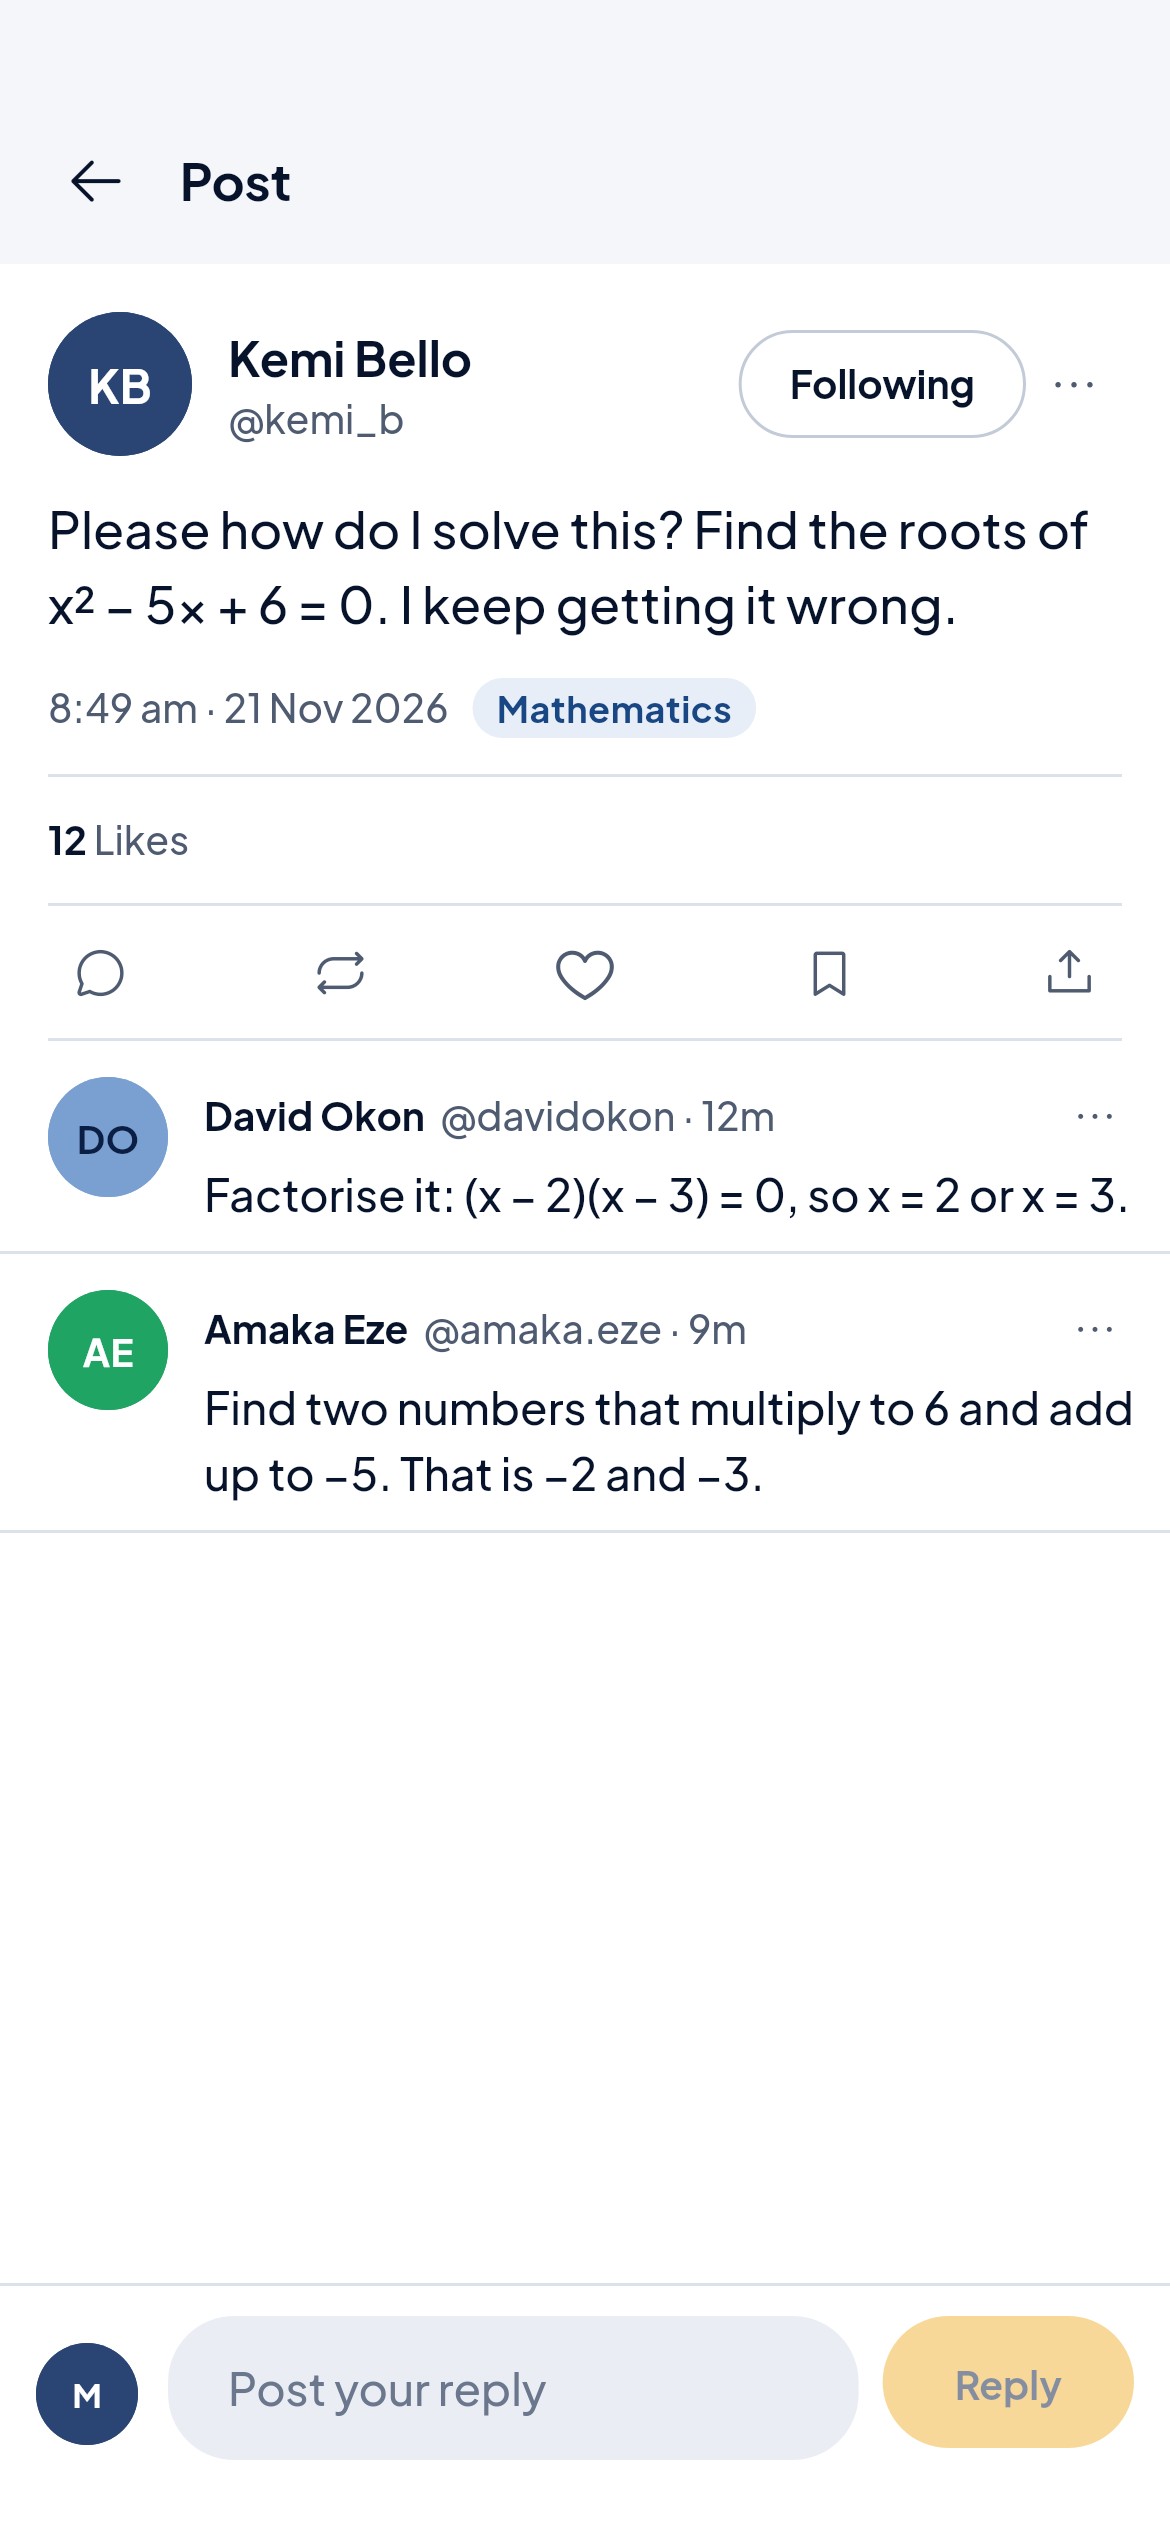 Post
KB
Kemi Bello
@kemi_b
Following
Please how do I solve this? Find the roots of
x² − 5× + 6 = 0. I keep getting it wrong.
8:49 am · 21 Nov 2026 Mathematics
12 Likes
DO
David Okon @davidokon · 12m
Factorise it: (x − 2)(x − 3) = 0, so x = 2 or x = 3.
AE
Amaka Eze @amaka.eze · 9m
Find two numbers that multiply to 6 and add
up to −5. That is −2 and −3.
M
Post your reply
Reply